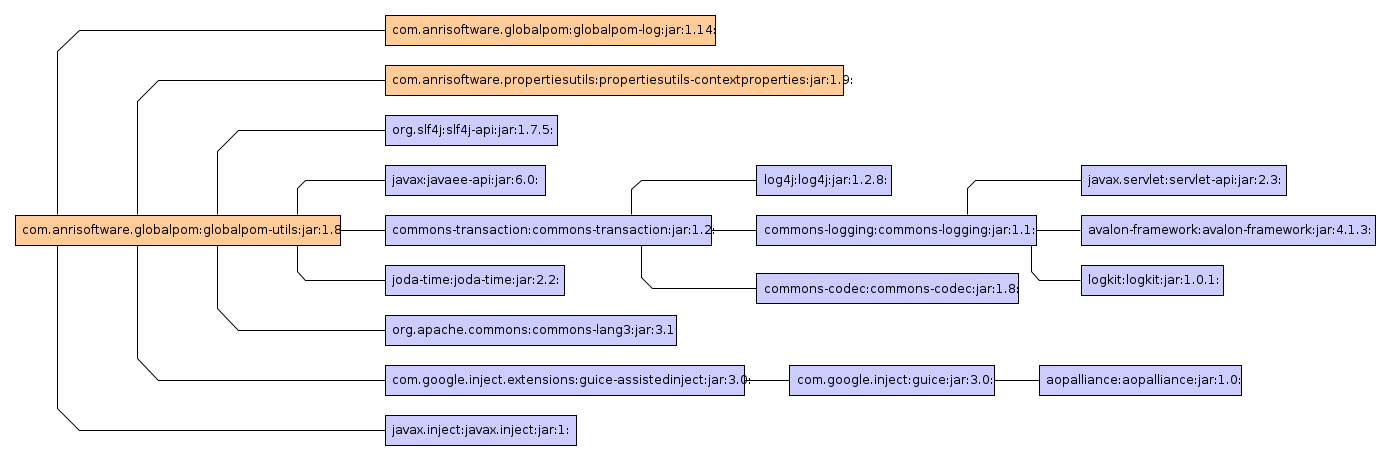 com.anrisoftware.globalpom:globalpom-log:jar:1.14:
com.anrisoftware.propertiesutils:propertiesutils-contextproperties:jar:1.9:
org.slf4j:slf4j-api:jar:1.7.5:
javax:javaee-api:jar:6.0:
log4j:log4j:jar:1.2.8:
javax.servlet:servlet-api:jar:2.3:
com.anrisoftware.globalpom:globalpom-utils:jar:1.8
commons-transaction:commons-transaction:jar:1.2:
commons-logging:commons-logging:jar:1.1:
avalon-framework:avalon-framework:jar:4.1.3:
joda-time:joda-time:jar:2.2:
commons-codec:commons-codec:jar:1.8:
logkit:logkit:jar:1.0.1:
org.apache.commons:commons-lang3:jar:3.1
com.google.inject.extensions:guice-assistedinject:jar:3.0:
com.google.inject:guice:jar:3.0:
aopalliance:aopalliance:jar:1.0:
javax.inject:javax.inject:jar:1: